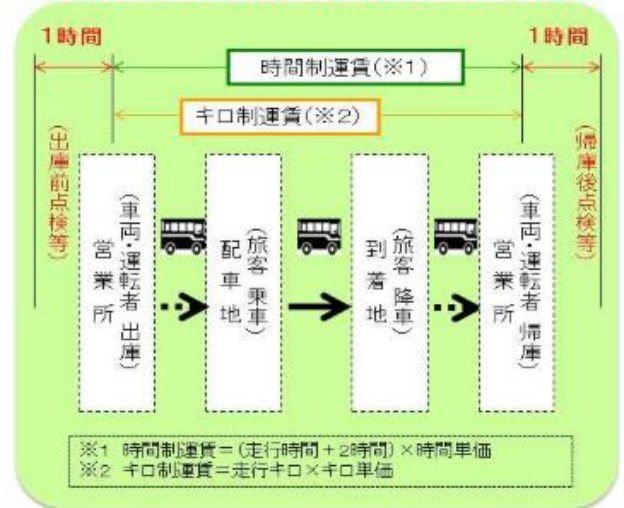 1時間
1時間
時間制運賃(※1)
キロ制運賃(※2)
(出庫前点検等)
(帰庫後点検等)
営業所
(車両・運転者 出庫)
配車地
(旅客 乗車)
到着地
(旅客 降車)
営業所
(車両・運転者 帰庫)
※1 時間制運賃=(走行時間+2時間)×時間単価
※2 キロ制運賃=走行キロ×キロ単価